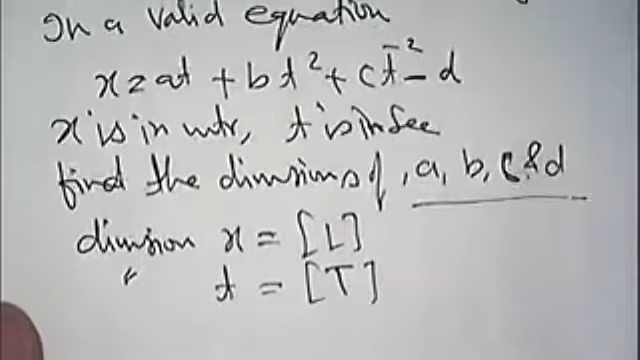 In a valid equation
x = at + bt² + ct⁻² - d
x is in mtr, t is in sec
find the dimensions of, a, b, c & d
dimension x = [L]
" t = [T]